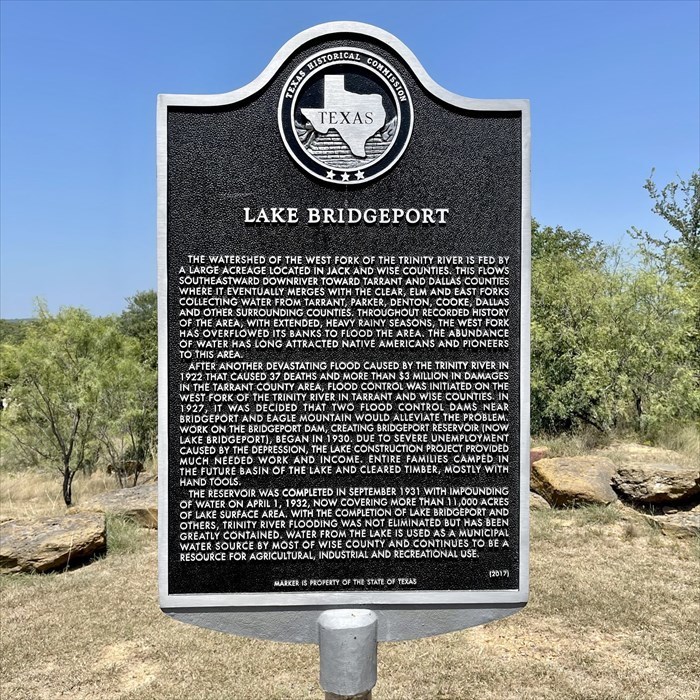 TEXAS HISTORICAL COMMISSION
TEXAS
LAKE BRIDGEPORT
THE WATERSHED OF THE WEST FORK OF THE TRINITY RIVER IS FED BY
A LARGE ACREAGE LOCATED IN JACK AND WISE COUNTIES. THIS FLOWS
SOUTHEASTWARD DOWNRIVER TOWARD TARRANT AND DALLAS COUNTIES
WHERE IT EVENTUALLY MERGES WITH THE CLEAR, ELM AND EAST FORKS
COLLECTING WATER FROM TARRANT, PARKER, DENTON, COOKE, DALLAS
AND OTHER SURROUNDING COUNTIES. THROUGHOUT RECORDED HISTORY
OF THE AREA, WITH EXTENDED, HEAVY RAINY SEASONS, THE WEST FORK
HAS OVERFLOWED ITS BANKS TO FLOOD THE AREA. THE ABUNDANCE
OF WATER HAS LONG ATTRACTED NATIVE AMERICANS AND PIONEERS
TO THIS AREA.
AFTER ANOTHER DEVASTATING FLOOD CAUSED BY THE TRINITY RIVER IN
1922 THAT CAUSED 37 DEATHS AND MORE THAN $3 MILLION IN DAMAGES
IN THE TARRANT COUNTY AREA, FLOOD CONTROL WAS INITIATED ON THE
WEST FORK OF THE TRINITY RIVER IN TARRANT AND WISE COUNTIES. IN
1927, IT WAS DECIDED THAT TWO FLOOD CONTROL DAMS NEAR
BRIDGEPORT AND EAGLE MOUNTAIN WOULD ALLEVIATE THE PROBLEM.
WORK ON THE BRIDGEPORT DAM, CREATING BRIDGEPORT RESERVOIR (NOW
LAKE BRIDGEPORT), BEGAN IN 1930. DUE TO SEVERE UNEMPLOYMENT
CAUSED BY THE DEPRESSION, THE LAKE CONSTRUCTION PROJECT PROVIDED
MUCH NEEDED WORK AND INCOME. ENTIRE FAMILIES CAMPED IN
THE FUTURE BASIN OF THE LAKE AND CLEARED TIMBER, MOSTLY WITH
HAND TOOLS.
THE RESERVOIR WAS COMPLETED IN SEPTEMBER 1931 WITH IMPOUNDING
OF WATER ON APRIL 1, 1932, NOW COVERING MORE THAN 11,000 ACRES
OF LAKE SURFACE AREA. WITH THE COMPLETION OF LAKE BRIDGEPORT AND
OTHERS, TRINITY RIVER FLOODING WAS NOT ELIMINATED BUT HAS BEEN
GREATLY CONTAINED. WATER FROM THE LAKE IS USED AS A MUNICIPAL
WATER SOURCE BY MOST OF WISE COUNTY AND CONTINUES TO BE A
RESOURCE FOR AGRICULTURAL, INDUSTRIAL AND RECREATIONAL USE.
(2017)
MARKER IS PROPERTY OF THE STATE OF TEXAS